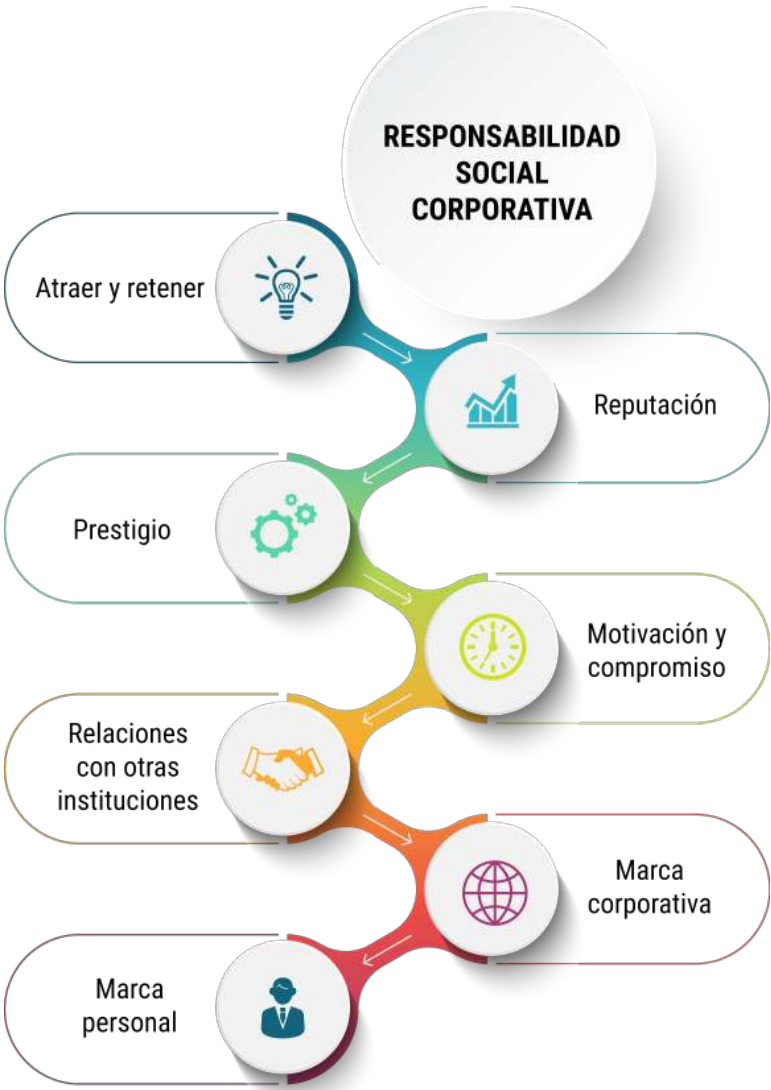 RESPONSABILIDAD
SOCIAL
CORPORATIVA
Atraer y retener
Reputación
Prestigio
Motivación y
compromiso
Relaciones
con otras
instituciones
Marca
corporativa
Marca
personal